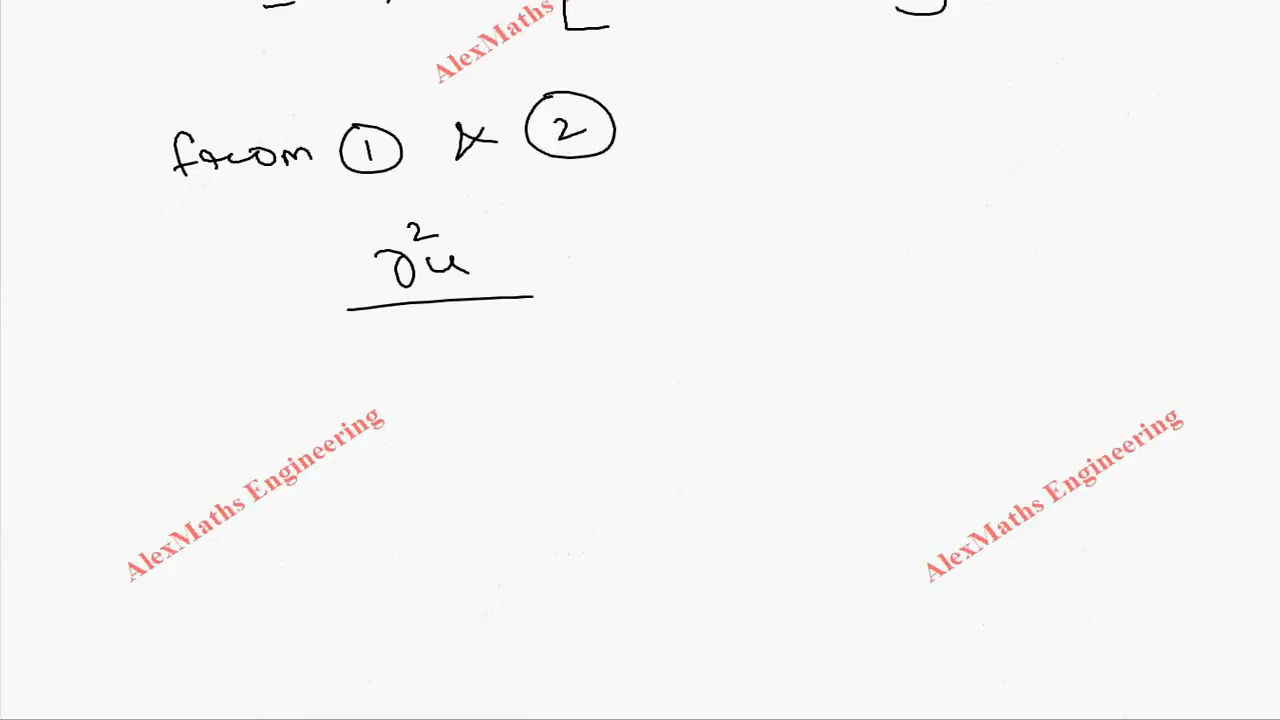 AlexMaths
from ① & ②
∂²u
AlexMaths Engineering
AlexMaths Engineering